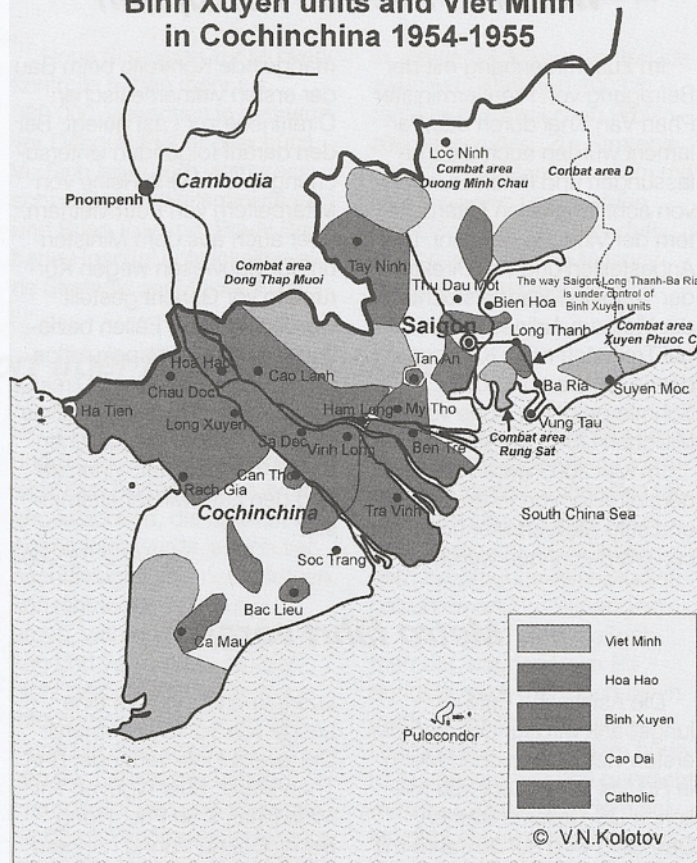 Binh Xuyen units and Viet Minh
in Cochinchina 1954-1955
Loc Ninh
Combat area
Duong Minh Chau
Conbat area D
Cambodia
Pnompenh
Combat area
Dong Thap Muoi
Tay Ninh
Thu Dau Mot
The way Saigon-Long Thanh-Ba Ria
is under control of
Binh Xuyen units
Bien Hoa
Saigon
Long Thanh
Combat area
Xuyen Phuoc C
Tan An
Hoa Hao
Cao Lanh
Chau Doc
Ba Ria
Suyen Moc
Ha Tien
Long Xuyen
Ham Long
My Tho
Vung Tau
Sa Dec
Vinh Long
Ben Tre
Combat area
Rung Sat
Can Tho
Rach Gia
Tra Vinh
Cochinchina
South China Sea
Soc Trang
Bac Lieu
Ca Mau
Viet Minh
Hoa Hao
Binh Xuyen
Cao Dai
Catholic
Pulocondor
© V.N.Kolotov